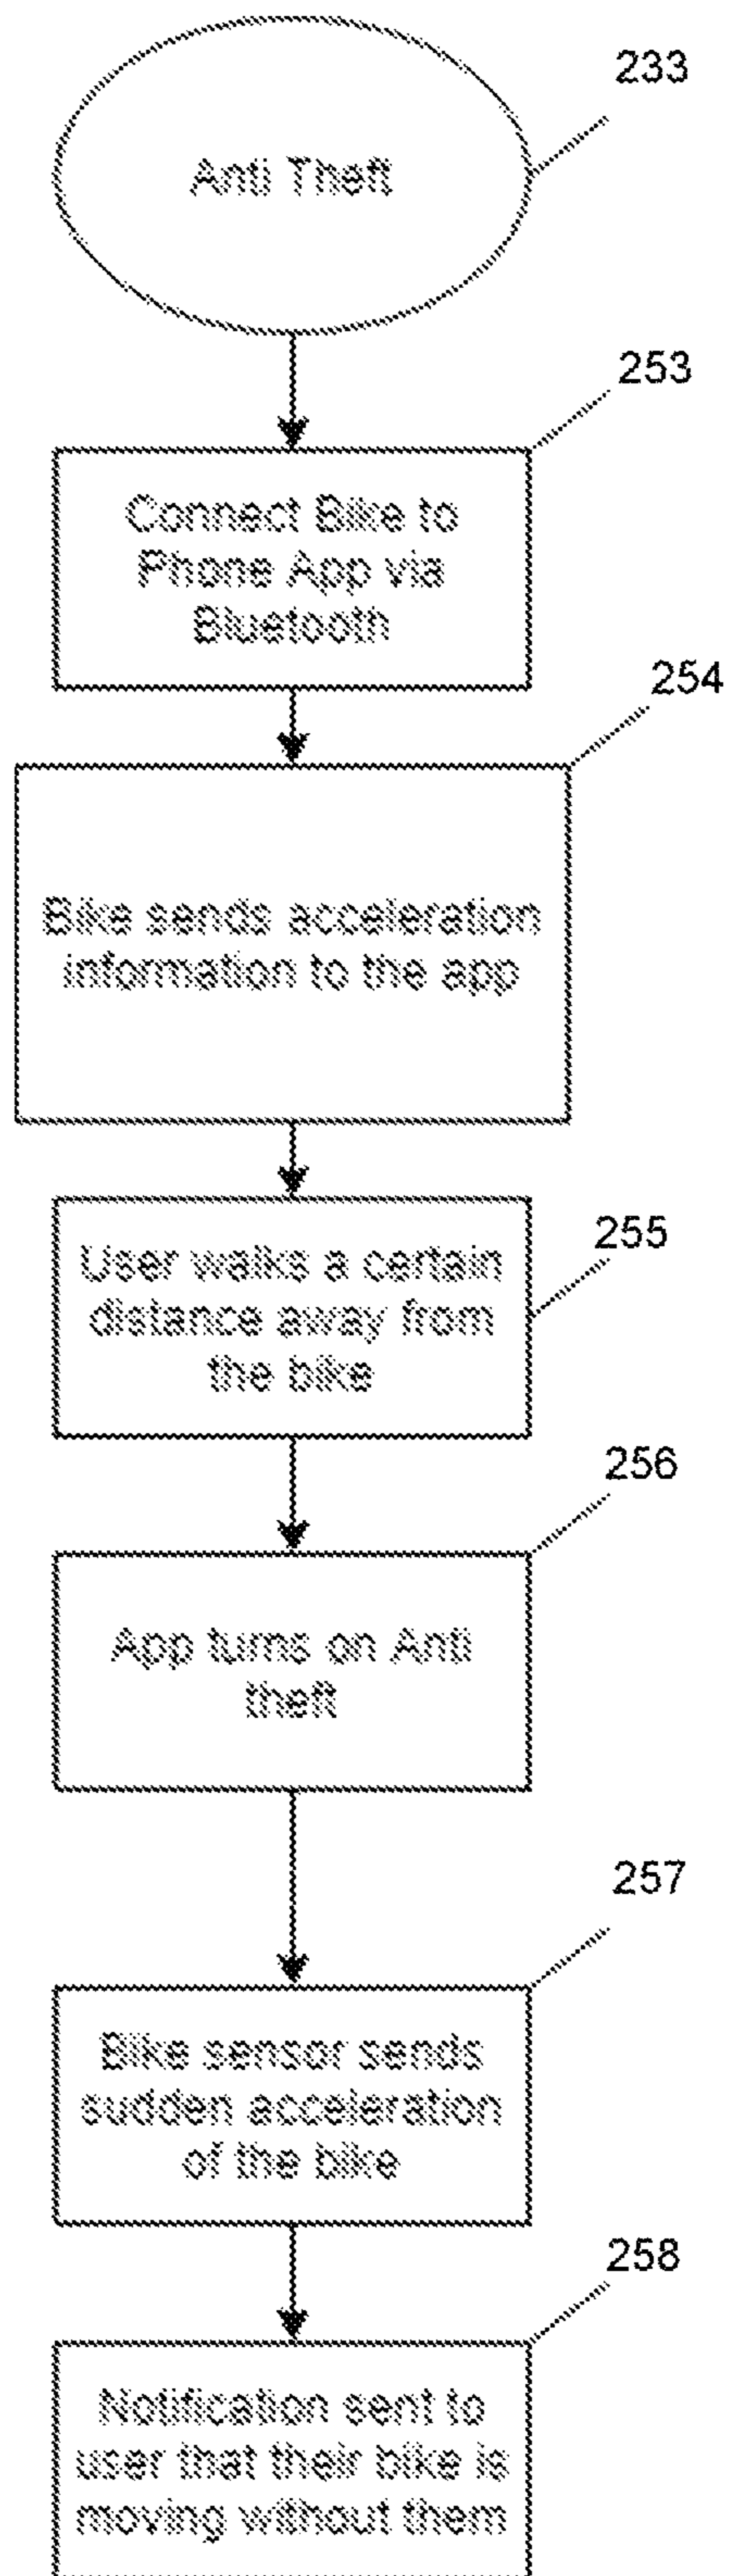 233
Anti Theft
253
Connect Bike to
Phone App via
Bluetooth
254
Bike sends acceleration
information to the app
255
User walks a certain
distance away from
the bike
256
App turns on Anti
theft
257
Bike sensor sends
sudden acceleration
of the bike
258
Notification sent to
user that their bike is
moving without them